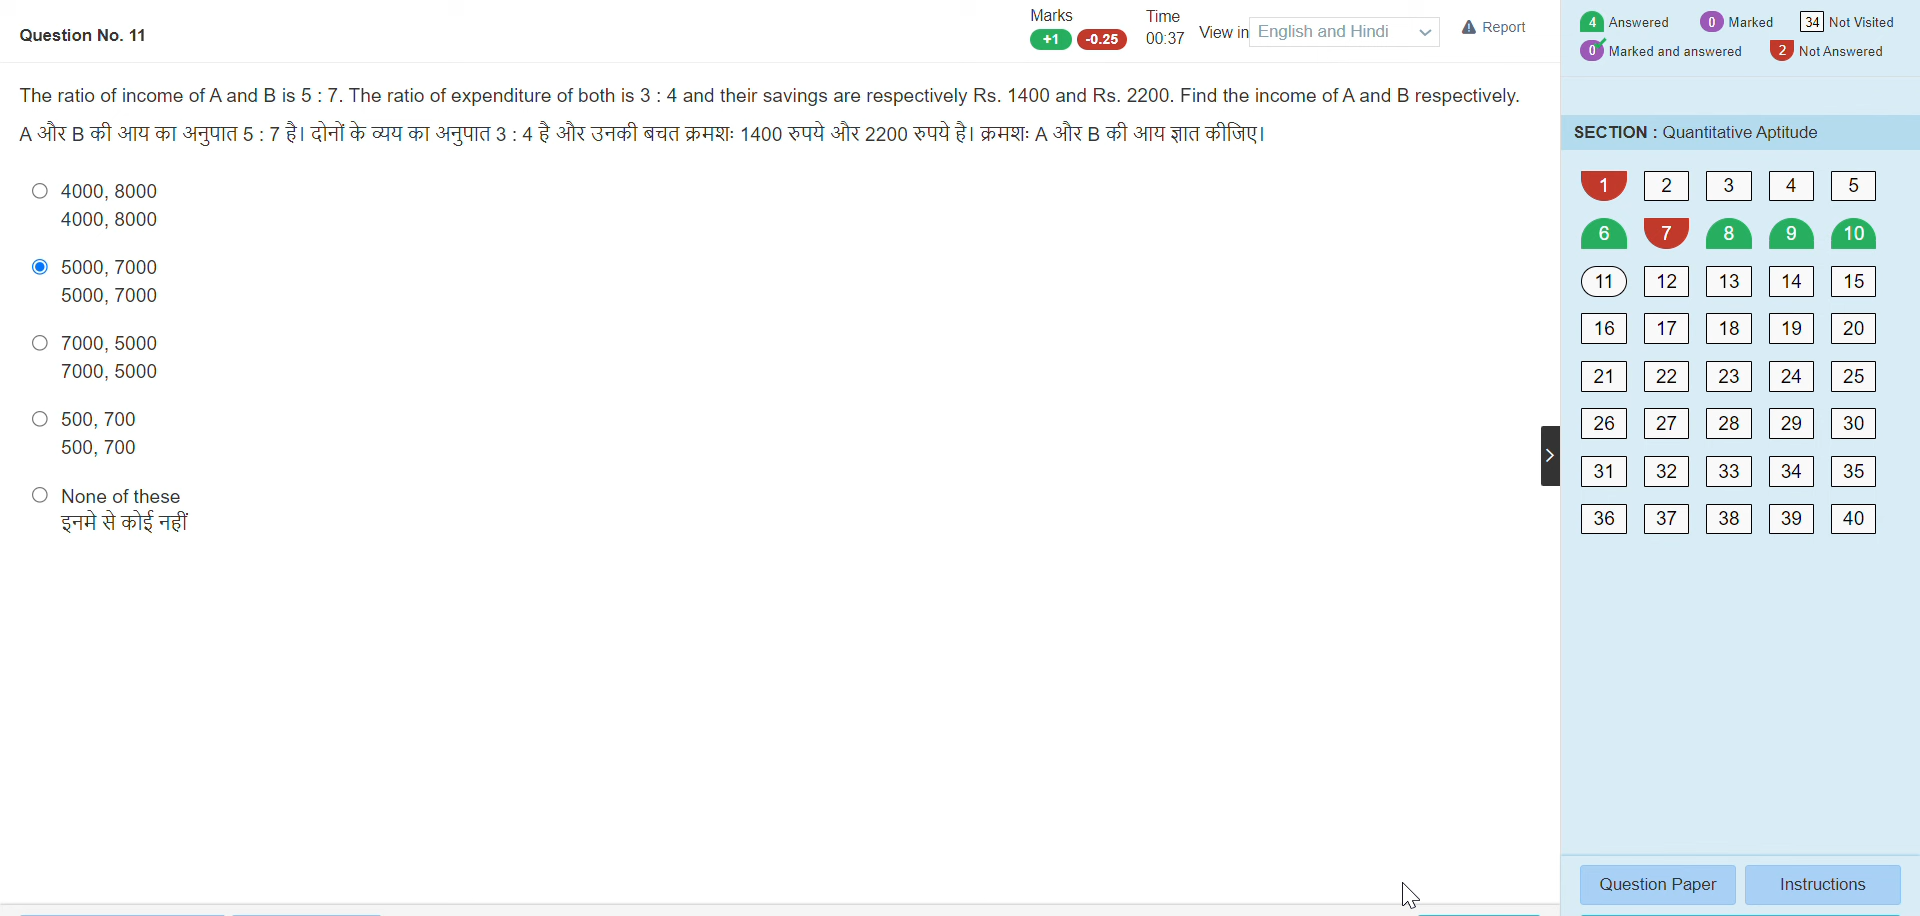 Question No. 11
Marks
+1 -0.25
Time
00:37
View in English and Hindi
Report
The ratio of income of A and B is 5 : 7. The ratio of expenditure of both is 3 : 4 and their savings are respectively Rs. 1400 and Rs. 2200. Find the income of A and B respectively.
A और B की आय का अनुपात 5 : 7 है। दोनों के व्यय का अनुपात 3 : 4 है और उनकी बचत क्रमशः 1400 रुपये और 2200 रुपये है। क्रमशः A और B की आय ज्ञात कीजिए।
4000, 8000
4000, 8000
5000, 7000
5000, 7000
7000, 5000
7000, 5000
500, 700
500, 700
None of these
इनमे से कोई नहीं
4 Answered 0 Marked 34 Not Visited
0 Marked and answered 2 Not Answered
SECTION : Quantitative Aptitude
1 2 3 4 5
6 7 8 9 10
11 12 13 14 15
16 17 18 19 20
21 22 23 24 25
26 27 28 29 30
31 32 33 34 35
36 37 38 39 40
Question Paper Instructions